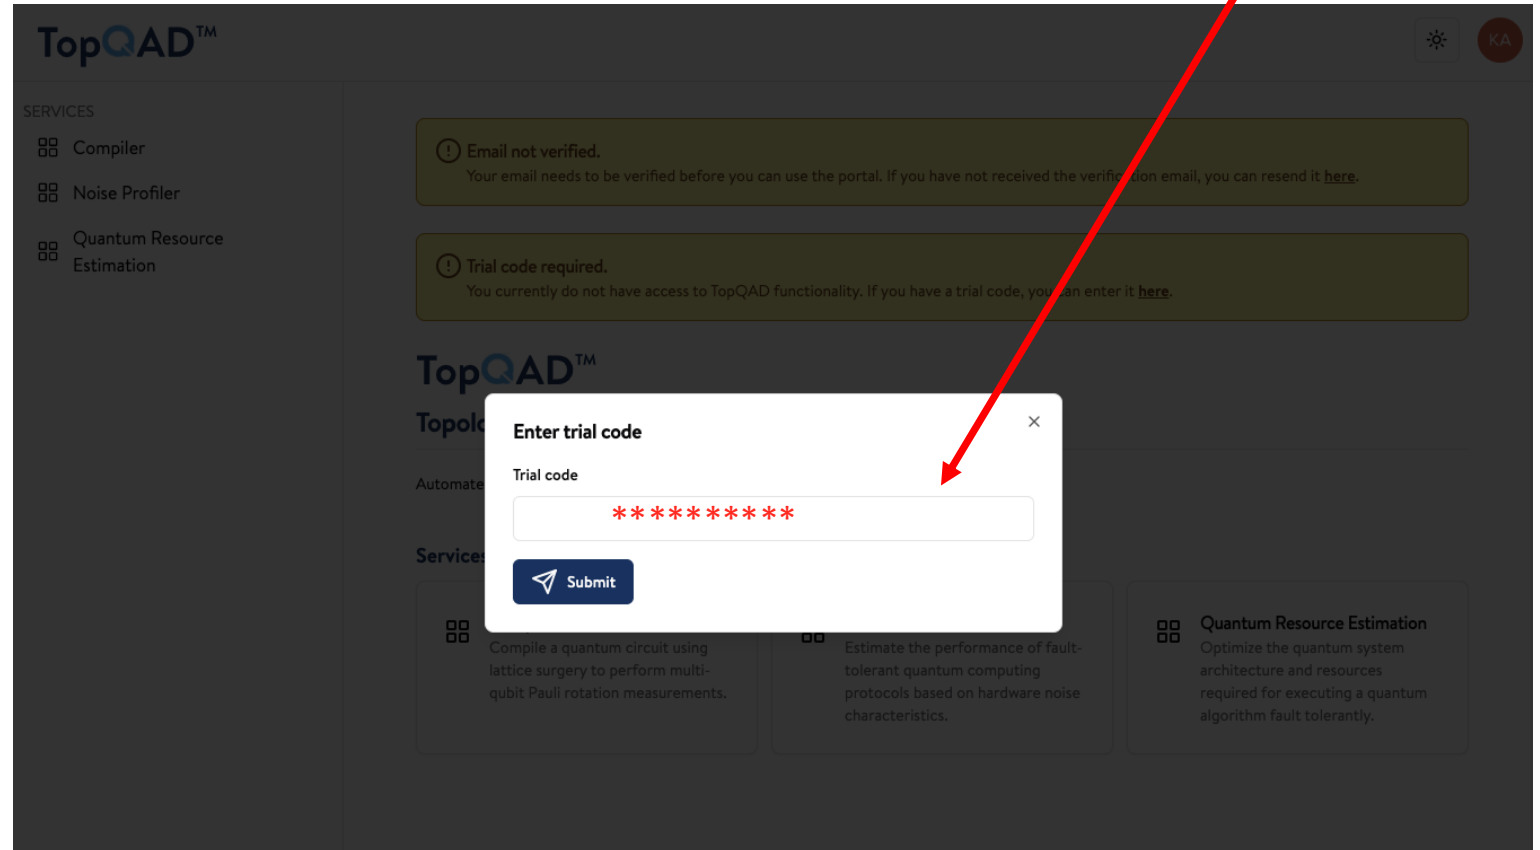 TopQAD™
KA
SERVICES
Compiler
Noise Profiler
Quantum Resource
Estimation
Email not verified.
Your email needs to be verified before you can use the portal. If you have not received the verification email, you can resend it here.
Trial code required.
You currently do not have access to TopQAD functionality. If you have a trial code, you can enter it here.
TopQAD™
Topolo
Automate
Enter trial code
Trial code
**********
Submit
Services
Compile a quantum circuit using
lattice surgery to perform multi-
qubit Pauli rotation measurements.
Estimate the performance of fault-
tolerant quantum computing
protocols based on hardware noise
characteristics.
Quantum Resource Estimation
Optimize the quantum system
architecture and resources
required for executing a quantum
algorithm fault tolerantly.